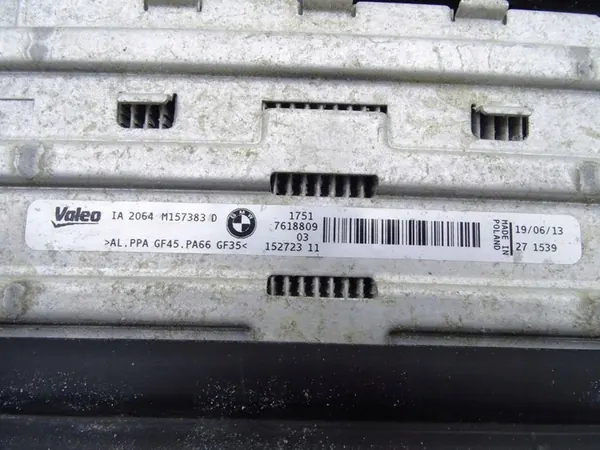 Valeo IA 2064 M157383 D
>AL.PPA GF45.PA66 GF35<
BMW
1751
7618809
03
152723 11
MADE IN
POLAND
19/06/13
27 1539